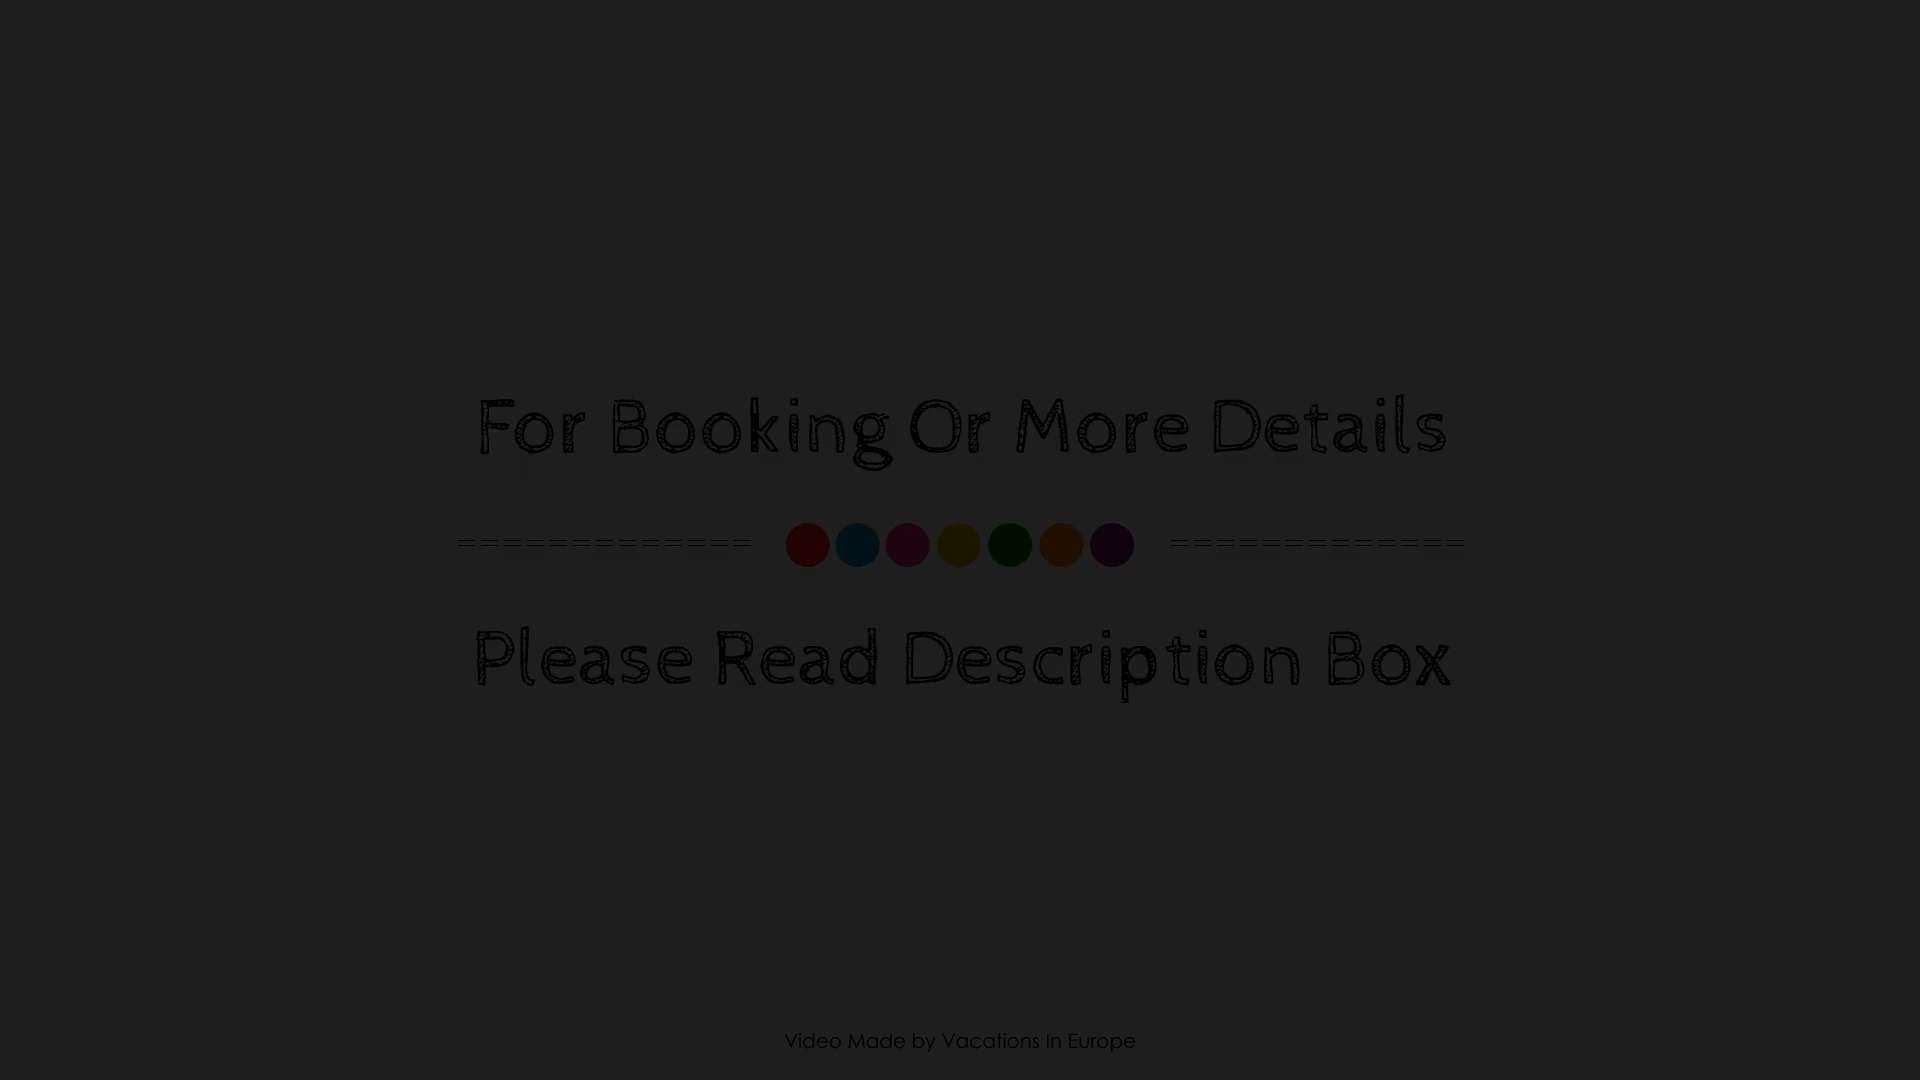 For Booking Or More Details
============= =============
Please Read Description Box
Video Made by Vacations In Europe